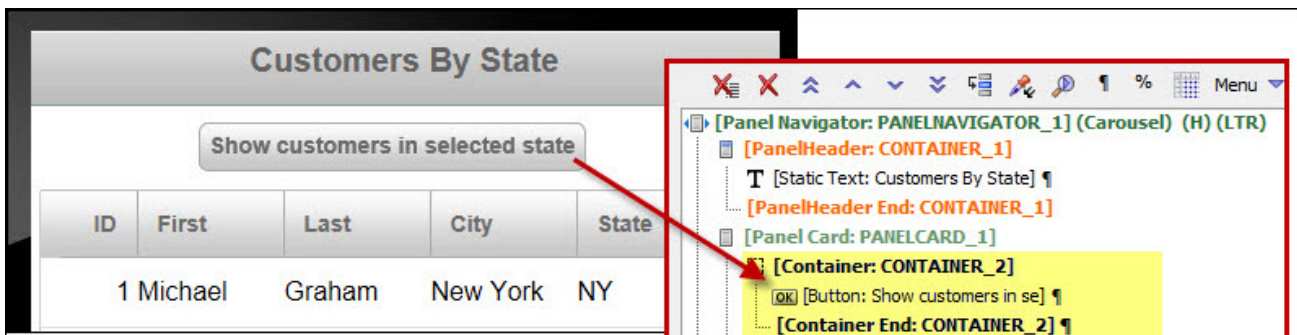 Customers By State
Show customers in selected state
ID First Last City State
1 Michael Graham New York NY
¶ % Menu
[Panel Navigator: PANELNAVIGATOR_1] (Carousel) (H) (LTR)
[PanelHeader: CONTAINER_1]
T [Static Text: Customers By State] ¶
[PanelHeader End: CONTAINER_1]
[Panel Card: PANELCARD_1]
[Container: CONTAINER_2]
OK [Button: Show customers in se] ¶
[Container End: CONTAINER_2] ¶